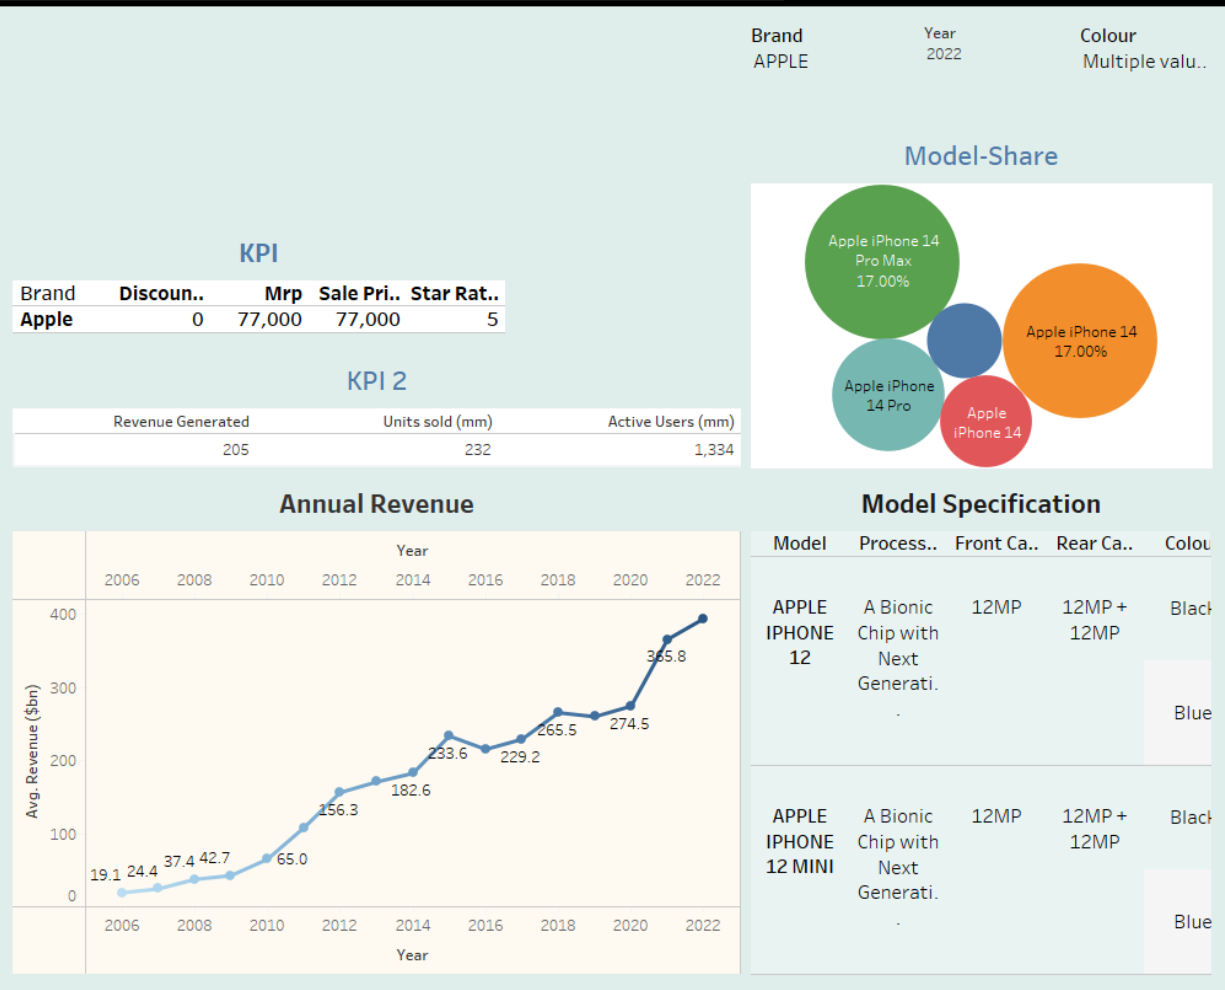 Brand Year Colour
APPLE 2022 Multiple valu..
Model-Share
Apple iPhone 14
Pro Max
17.00%
Apple iPhone 14
17.00%
Apple iPhone
14 Pro
Apple
iPhone 14
KPI
Brand Discoun.. Mrp Sale Pri.. Star Rat..
Apple 0 77,000 77,000 5
KPI 2
Revenue Generated Units sold (mm) Active Users (mm)
205 232 1,334
Annual Revenue
Year
2006 2008 2010 2012 2014 2016 2018 2020 2022
400
300
200
100
0
Avg. Revenue ($bn)
19.1 24.4 37.4 42.7 65.0 156.3 182.6 233.6 229.2 265.5 274.5 365.8
2006 2008 2010 2012 2014 2016 2018 2020 2022
Year
Model Specification
Model Process.. Front Ca.. Rear Ca.. Colou
APPLE A Bionic 12MP 12MP + Black
IPHONE Chip with 12MP
12 Next
Generati.
.
Blue
APPLE A Bionic 12MP 12MP + Black
IPHONE Chip with 12MP
12 MINI Next
Generati.
.
Blue